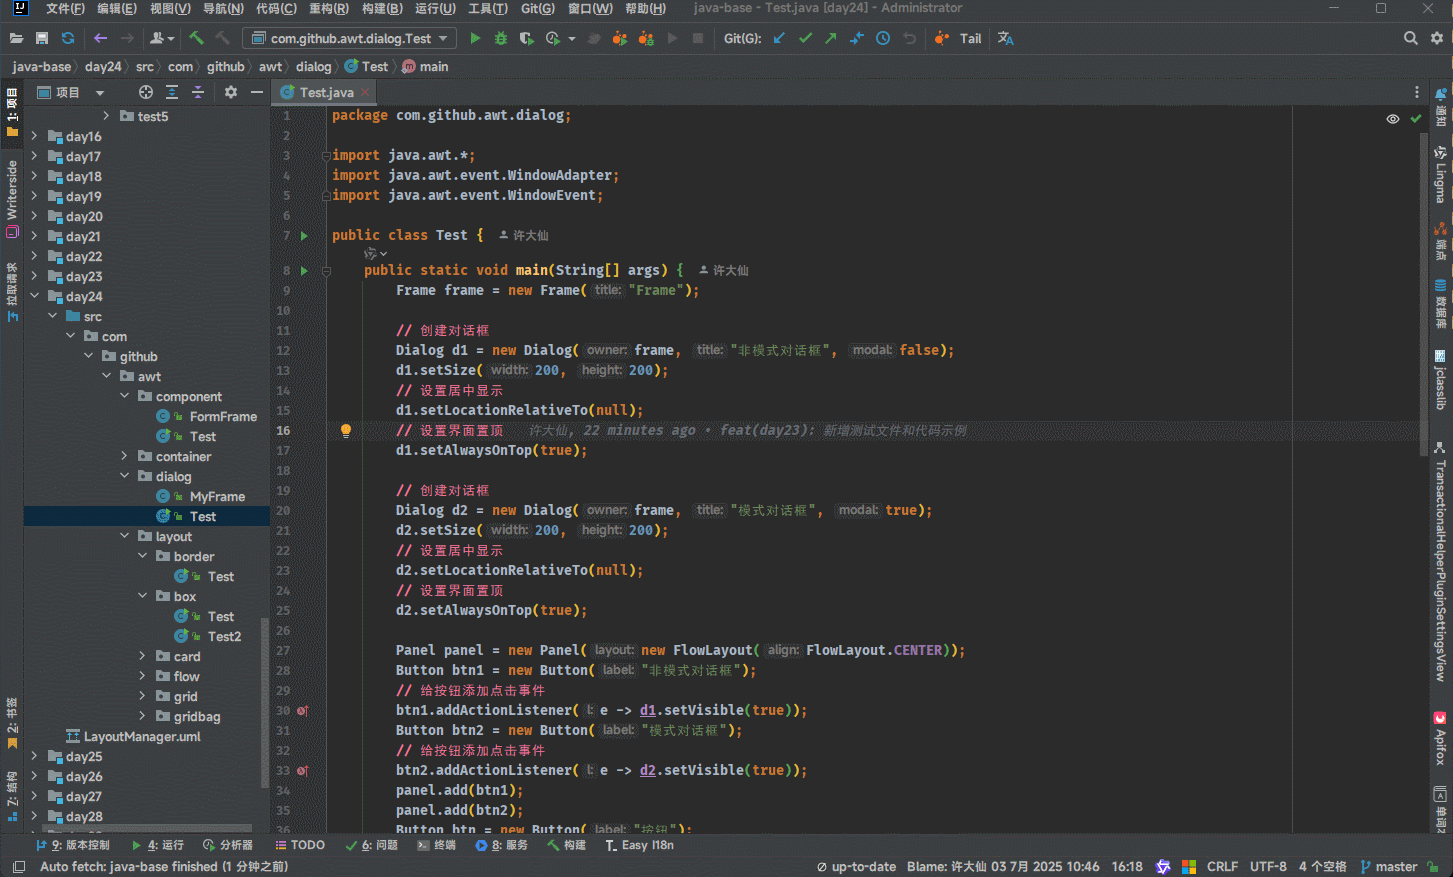 文件(F) 编辑(E) 视图(V) 导航(N) 代码(C) 重构(R) 构建(B) 运行(U) 工具(T) Git(G) 窗口(W) 帮助(H) java-base - Test.java [day24] - Administrator
com.github.awt.dialog.Test Git(G): Tail
java-base day24 src com github awt dialog Test main
项目
Test.java
test5
day16
day17
day18
day19
day20
day21
day22
day23
day24
src
com
github
awt
component
FormFrame
Test
container
dialog
MyFrame
Test
layout
border
Test
box
Test
Test2
card
flow
grid
gridbag
LayoutManager.uml
day25
day26
day27
day28
1: 项目
Writerside
拉取请求
2: 书签
7: 结构
1 package com.github.awt.dialog;
2
3 import java.awt.*;
4 import java.awt.event.WindowAdapter;
5 import java.awt.event.WindowEvent;
6
7 public class Test { 许大仙
8 public static void main(String[] args) { 许大仙
9 Frame frame = new Frame( title: "Frame");
10
11 // 创建对话框
12 Dialog d1 = new Dialog( owner: frame, title: "非模式对话框", modal: false);
13 d1.setSize( width: 200, height: 200);
14 // 设置居中显示
15 d1.setLocationRelativeTo(null);
16 // 设置界面置顶 许大仙, 22 minutes ago • feat(day23): 新增测试文件和代码示例
17 d1.setAlwaysOnTop(true);
18
19 // 创建对话框
20 Dialog d2 = new Dialog( owner: frame, title: "模式对话框", modal: true);
21 d2.setSize( width: 200, height: 200);
22 // 设置居中显示
23 d2.setLocationRelativeTo(null);
24 // 设置界面置顶
25 d2.setAlwaysOnTop(true);
26
27 Panel panel = new Panel( layout: new FlowLayout( align: FlowLayout.CENTER));
28 Button btn1 = new Button( label: "非模式对话框");
29 // 给按钮添加点击事件
30 btn1.addActionListener( l: e -> d1.setVisible(true));
31 Button btn2 = new Button( label: "模式对话框");
32 // 给按钮添加点击事件
33 btn2.addActionListener( l: e -> d2.setVisible(true));
34 panel.add(btn1);
35 panel.add(btn2);
36 Button btn = new Button( label: "按钮");
通知
Lingma
端点
数据库
jclasslib
TransactionalHelperPluginSettingsView
Apifox
单词
9: 版本控制 4: 运行 分析器 TODO 6: 问题 终端 8: 服务 构建 Easy I18n
Auto fetch: java-base finished (1 分钟之前) up-to-date Blame: 许大仙 03 7月 2025 10:46 16:18 CRLF UTF-8 4 个空格 master